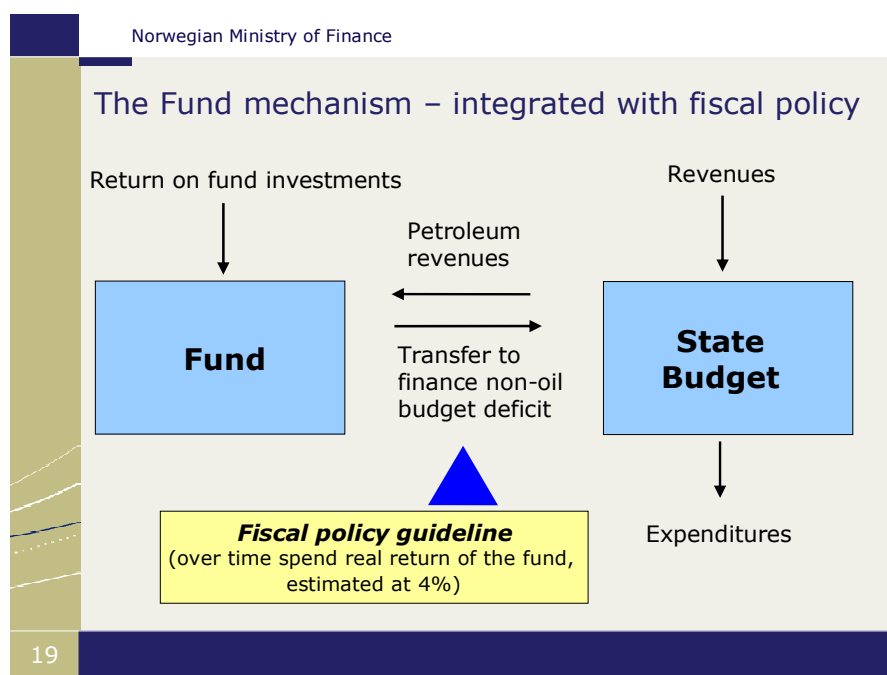 Norwegian Ministry of Finance
The Fund mechanism – integrated with fiscal policy
Return on fund investments
Revenues
Petroleum
revenues
Fund
State
Budget
Transfer to
finance non-oil
budget deficit
Fiscal policy guideline
(over time spend real return of the fund,
estimated at 4%)
Expenditures
19